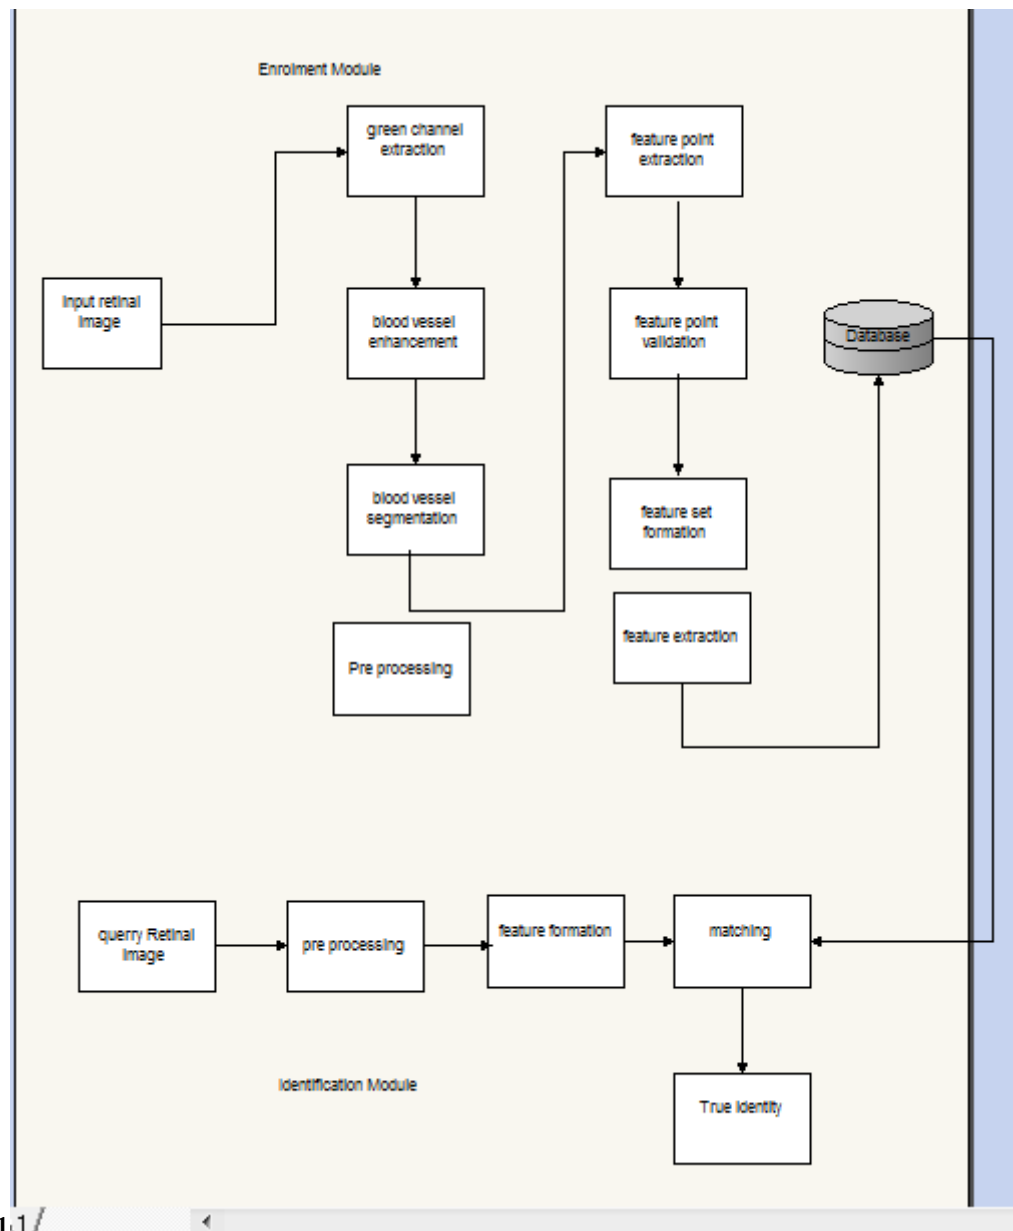 Enrolment Module
green channel
extraction
feature point
extraction
Input retinal
image
blood vessel
enhancement
feature point
validation
Database
blood vessel
segmentation
feature set
formation
feature extraction
Pre processing
querry Retinal
image
pre processing
feature formation
matching
Identification Module
True identity
1
1